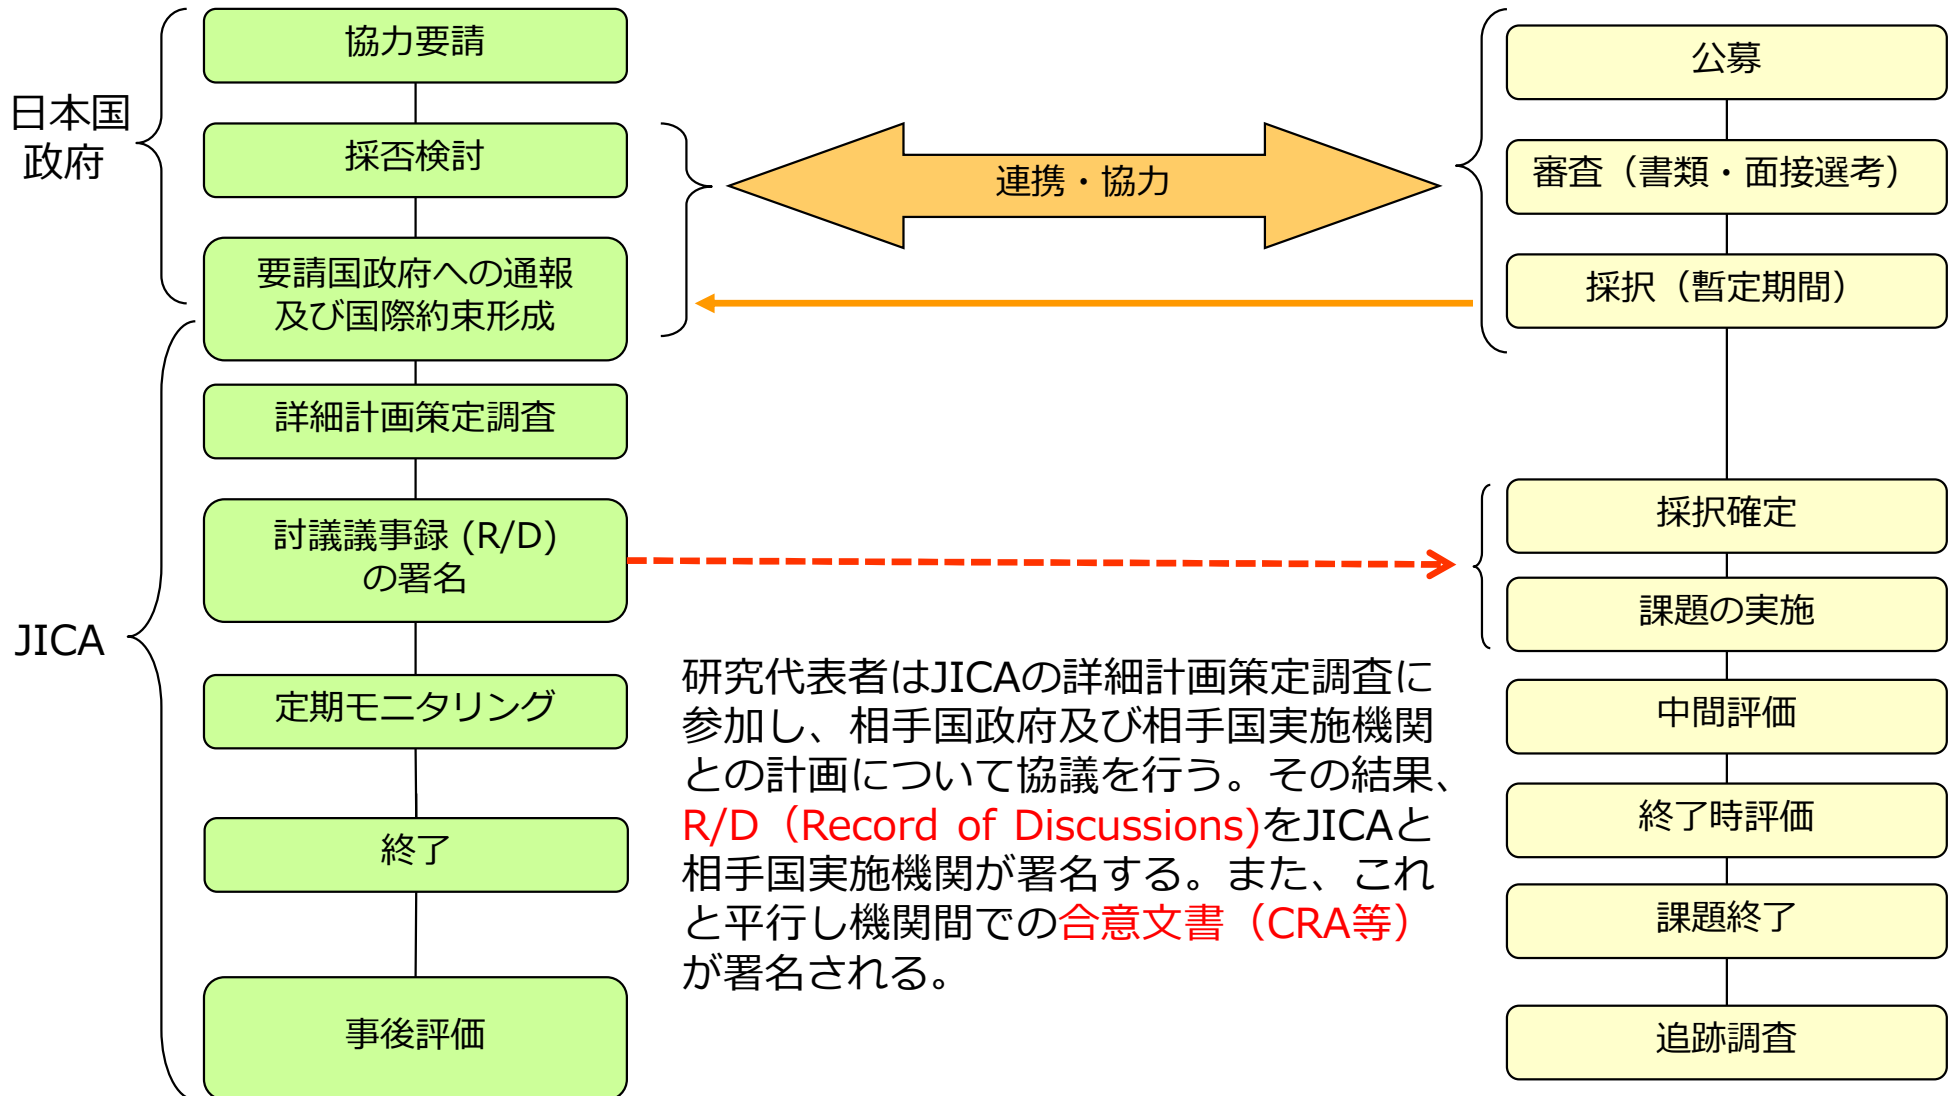 日本国
政府
JICA
協力要請
採否検討
要請国政府への通報
及び国際約束形成
詳細計画策定調査
討議議事録 (R/D)
の署名
定期モニタリング
終了
事後評価
連携・協力
研究代表者はJICAの詳細計画策定調査に
参加し、相手国政府及び相手国実施機関
との計画について協議を行う。その結果、
R/D（Record of Discussions)をJICAと
相手国実施機関が署名する。また、これ
と平行し機関間での合意文書（CRA等）
が署名される。
公募
審査（書類・面接選考）
採択（暫定期間）
採択確定
課題の実施
中間評価
終了時評価
課題終了
追跡調査